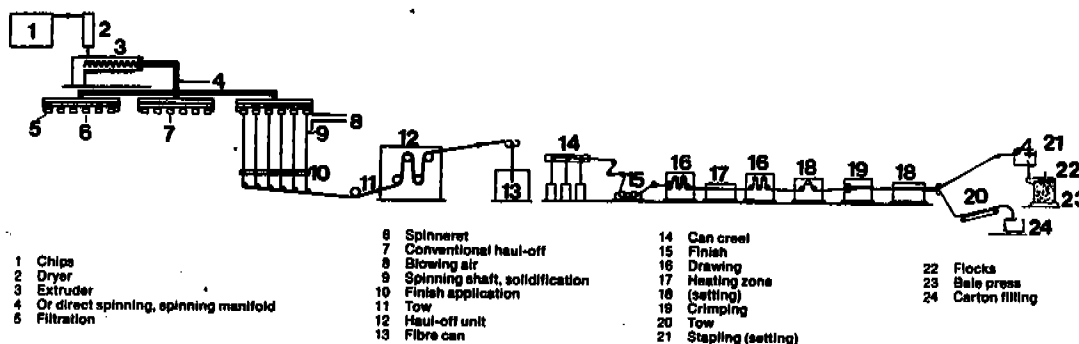 1
2
3
4
5
6
7
8
9
10
11
12
13
14
15
16
17
16
18
19
18
20
21
22
23
24
1 Chips
2 Dryer
3 Extruder
4 Or direct spinning, spinning manifold
5 Filtration
6 Spinneret
7 Conventional haul-off
8 Blowing air
9 Spinning shaft, solidification
10 Finish application
11 Tow
12 Haul-off unit
13 Fibre can
14 Can creel
15 Finish
16 Drawing
17 Heating zone
18 (setting)
19 Crimping
20 Tow
21 Stapling (setting)
22 Flocks
23 Bale press
24 Carton filling